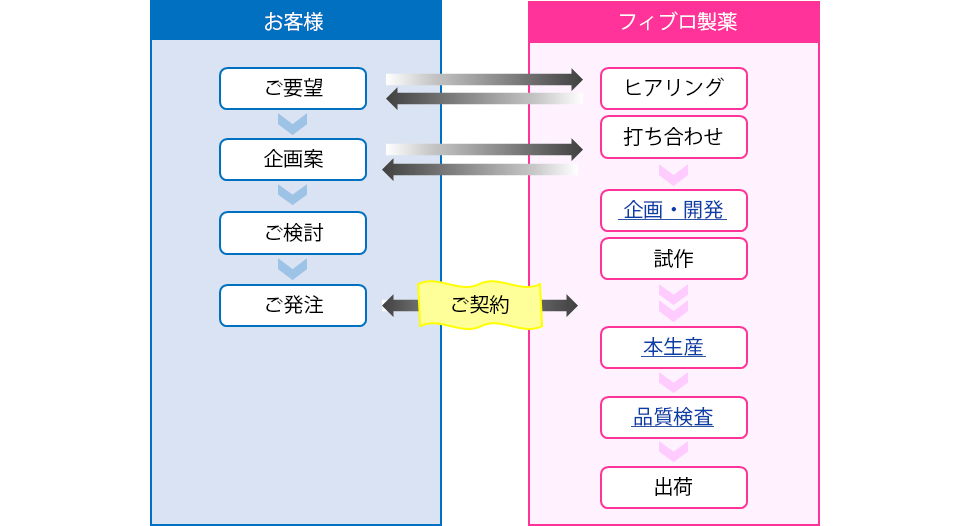 お客様
ご要望
企画案
ご検討
ご発注
ご契約
フィブロ製薬
ヒアリング
打ち合わせ
企画・開発
試作
本生産
品質検査
出荷